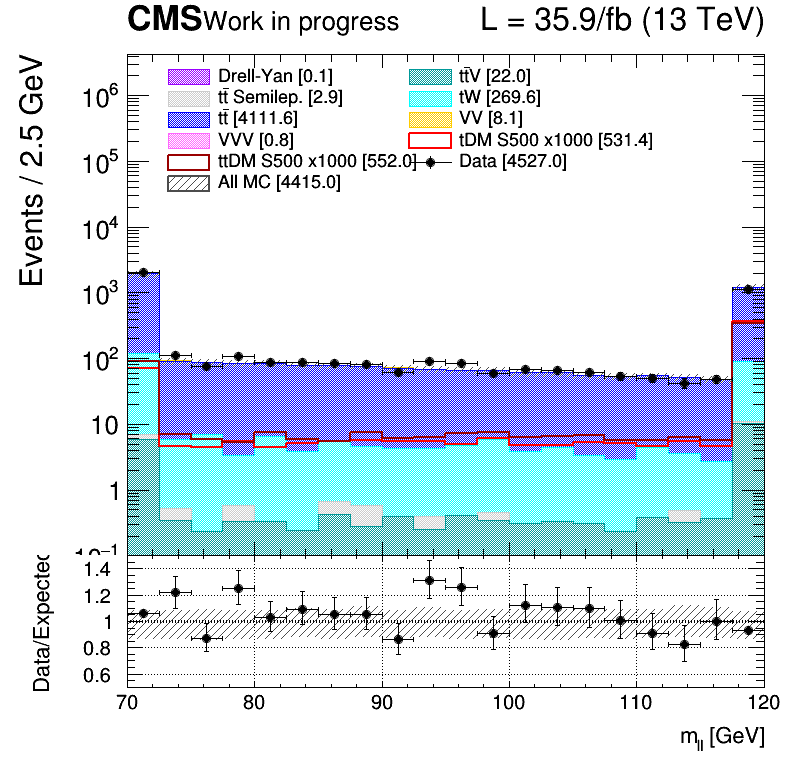 CMS Work in progress L = 35.9/fb (13 TeV)
Events / 2.5 GeV
Drell-Yan [0.1] tt̄V [22.0]
tt̄ Semilep. [2.9] tW [269.6]
tt̄ [4111.6] VV [8.1]
VVV [0.8] tDM S500 x1000 [531.4]
ttDM S500 x1000 [552.0] Data [4527.0]
All MC [4415.0]
10⁶
10⁵
10⁴
10³
10²
10
1
10⁻¹
Data/Expected
1.4
1.2
1
0.8
0.6
70 80 90 100 110 120
m_ll [GeV]